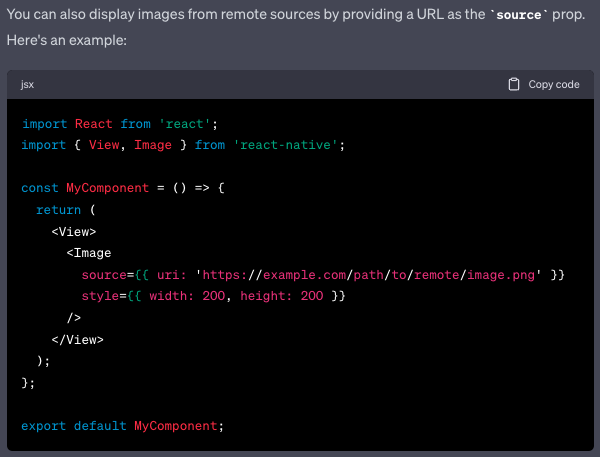 You can also display images from remote sources by providing a URL as the `source` prop.
Here's an example:
jsx
Copy code
import React from 'react';
import { View, Image } from 'react-native';

const MyComponent = () => {
  return (
    <View>
      <Image
        source={{ uri: 'https://example.com/path/to/remote/image.png' }}
        style={{ width: 200, height: 200 }}
      />
    </View>
  );
};

export default MyComponent;